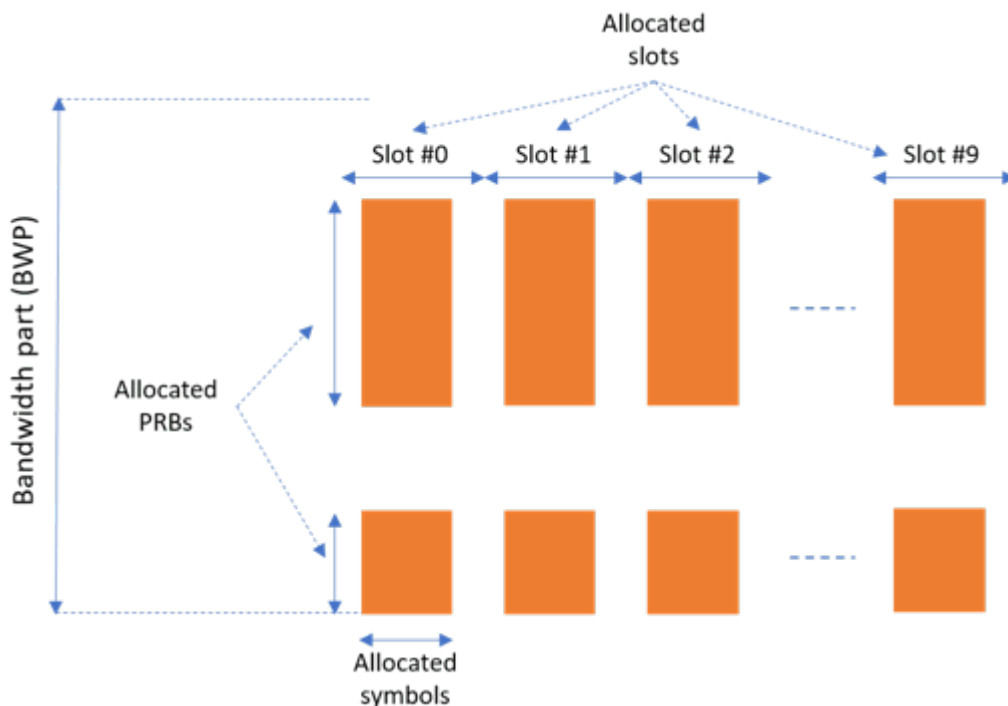 Allocated
slots
Slot #0
Slot #1
Slot #2
Slot #9
Bandwidth part (BWP)
Allocated
PRBs
Allocated
symbols